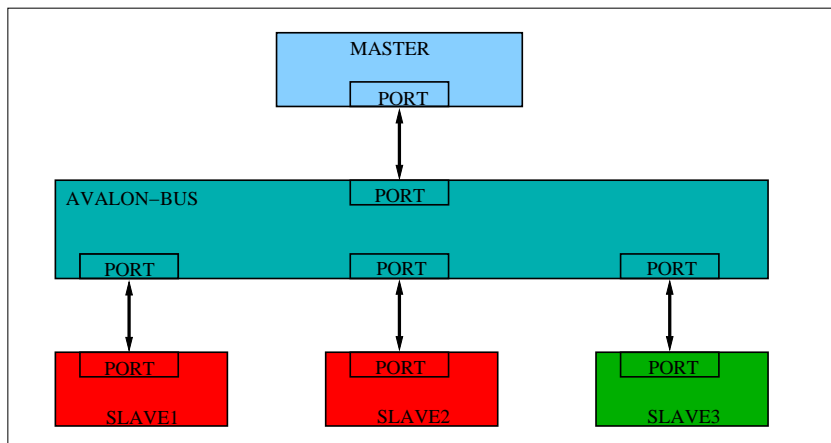 MASTER
PORT
PORT
AVALON−BUS
PORT PORT PORT
PORT PORT PORT
SLAVE1 SLAVE2 SLAVE3